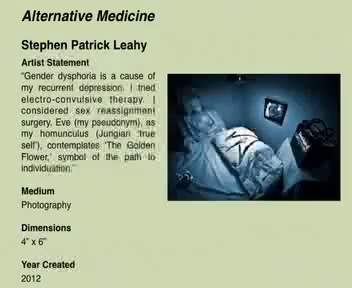 Alternative Medicine
Stephen Patrick Leahy
Artist Statement
“Gender dysphoria is a cause of
my recurrent depression. I tried
electro-convulsive therapy. I
considered sex reassignment
surgery. Eve (my pseudonym), as
my homunculus (Jungian ‘true
self’), contemplates ‘The Golden
Flower,’ symbol of the path to
individuation.”
Medium
Photography
Dimensions
4” x 6”
Year Created
2012